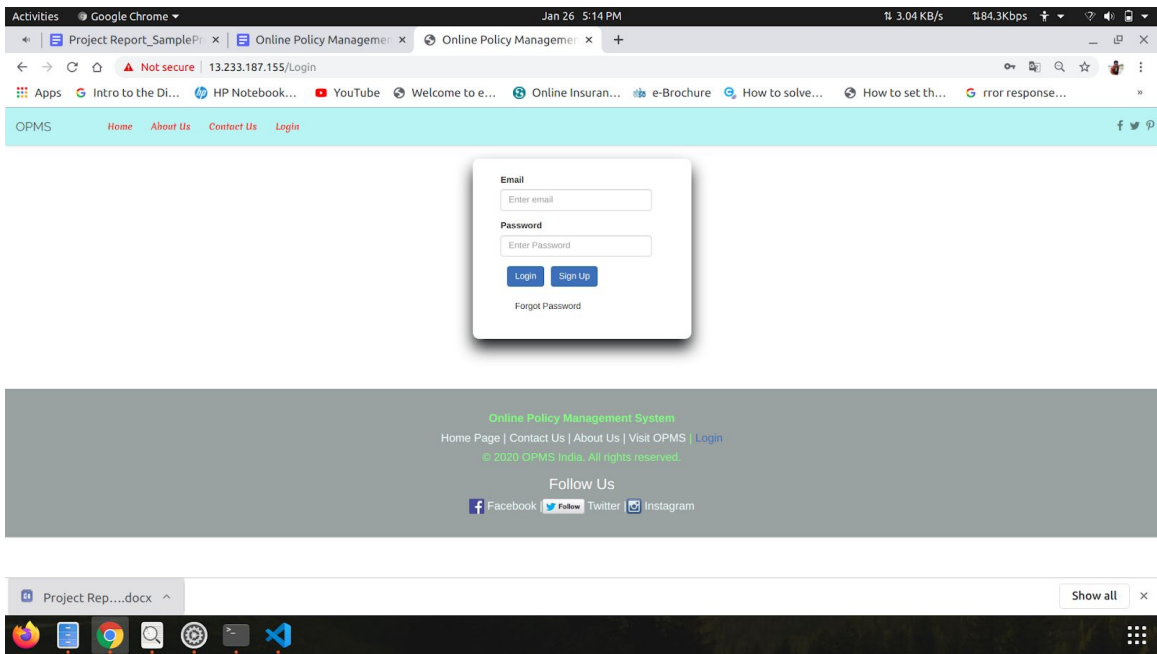 Activities Google Chrome Jan 26 5:14 PM 3.04 KB/s 84.3Kbps
Project Report_SamplePr Online Policy Managemen Online Policy Managemen
Not secure 13.233.187.155/Login
Apps Intro to the Di... HP Notebook... YouTube Welcome to e... Online Insuran... e-Brochure How to solve... How to set th... rror response... »
OPMS Home About Us Contact Us Login
Email
Enter email
Password
Enter Password
Login Sign Up
Forgot Password
Online Policy Management System
Home Page | Contact Us | About Us | Visit OPMS | Login
© 2020 OPMS India. All rights reserved.
Follow Us
Facebook | Follow Twitter | Instagram
Project Rep....docx Show all